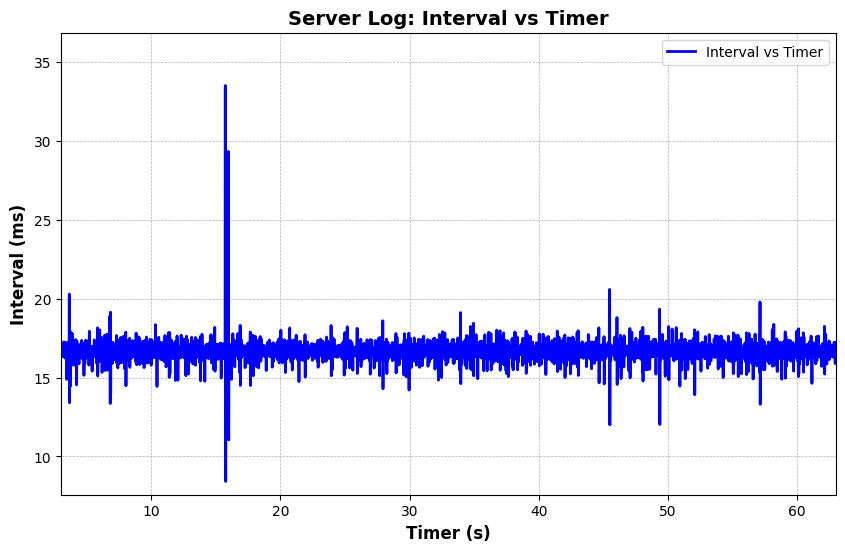 Server Log: Interval vs Timer
Interval vs Timer
35
30
25
20
15
10
Interval (ms)
10 20 30 40 50 60
Timer (s)